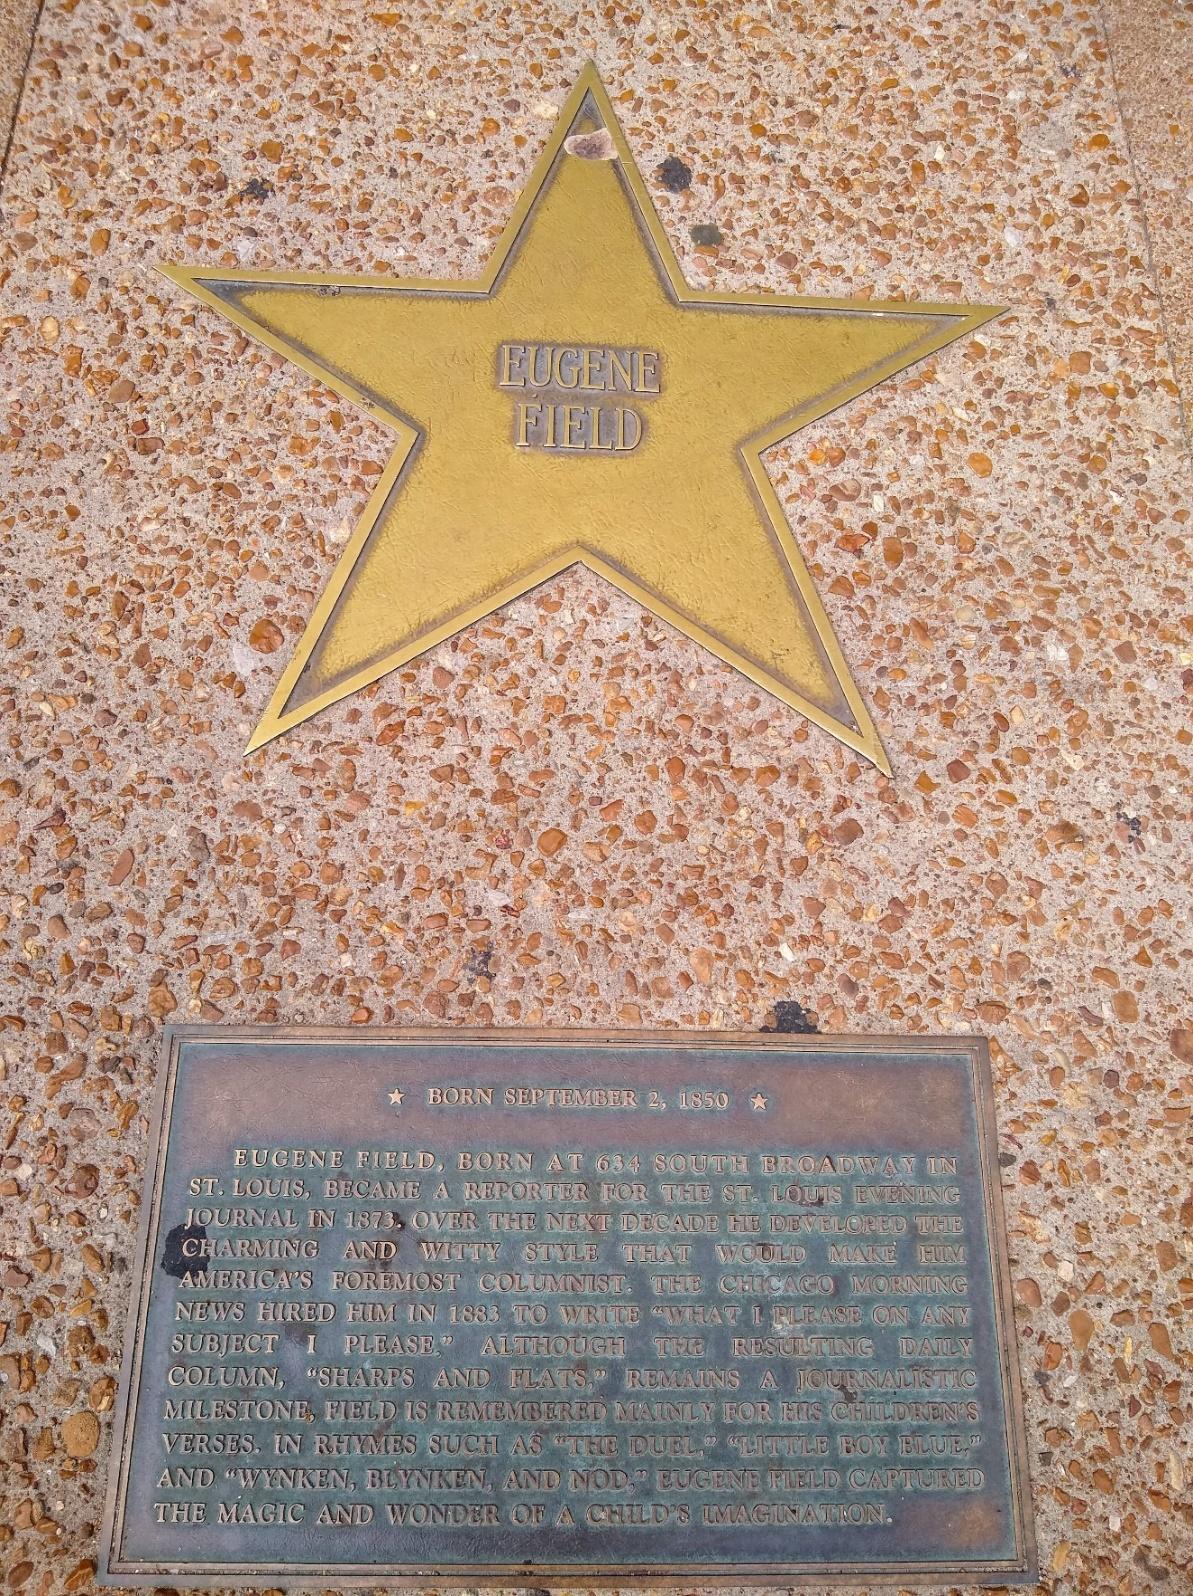 EUGENE
FIELD
★ BORN SEPTEMBER 2, 1850 ★
EUGENE FIELD, BORN AT 634 SOUTH BROADWAY IN
ST. LOUIS, BECAME A REPORTER FOR THE ST. LOUIS EVENING
JOURNAL IN 1873. OVER THE NEXT DECADE HE DEVELOPED THE
CHARMING AND WITTY STYLE THAT WOULD MAKE HIM
AMERICA'S FOREMOST COLUMNIST. THE CHICAGO MORNING
NEWS HIRED HIM IN 1883 TO WRITE "WHAT I PLEASE ON ANY
SUBJECT I PLEASE." ALTHOUGH THE RESULTING DAILY
COLUMN, "SHARPS AND FLATS," REMAINS A JOURNALISTIC
MILESTONE, FIELD IS REMEMBERED MAINLY FOR HIS CHILDREN'S
VERSES. IN RHYMES SUCH AS "THE DUEL," "LITTLE BOY BLUE,"
AND "WYNKEN, BLYNKEN, AND NOD," EUGENE FIELD CAPTURED
THE MAGIC AND WONDER OF A CHILD'S IMAGINATION.